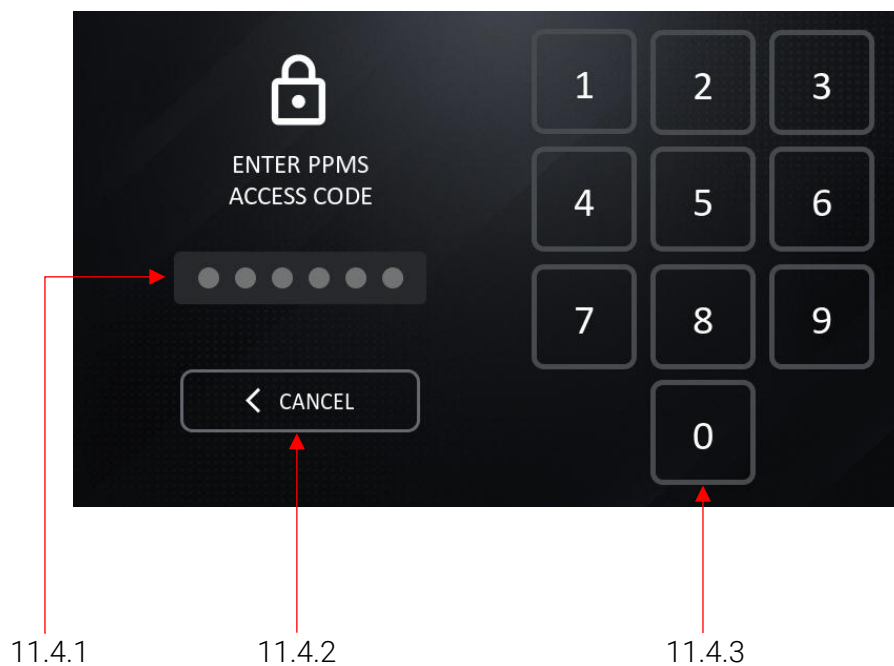 ENTER PPMS
ACCESS CODE
CANCEL
1 2 3
4 5 6
7 8 9
0
11.4.1 11.4.2 11.4.3